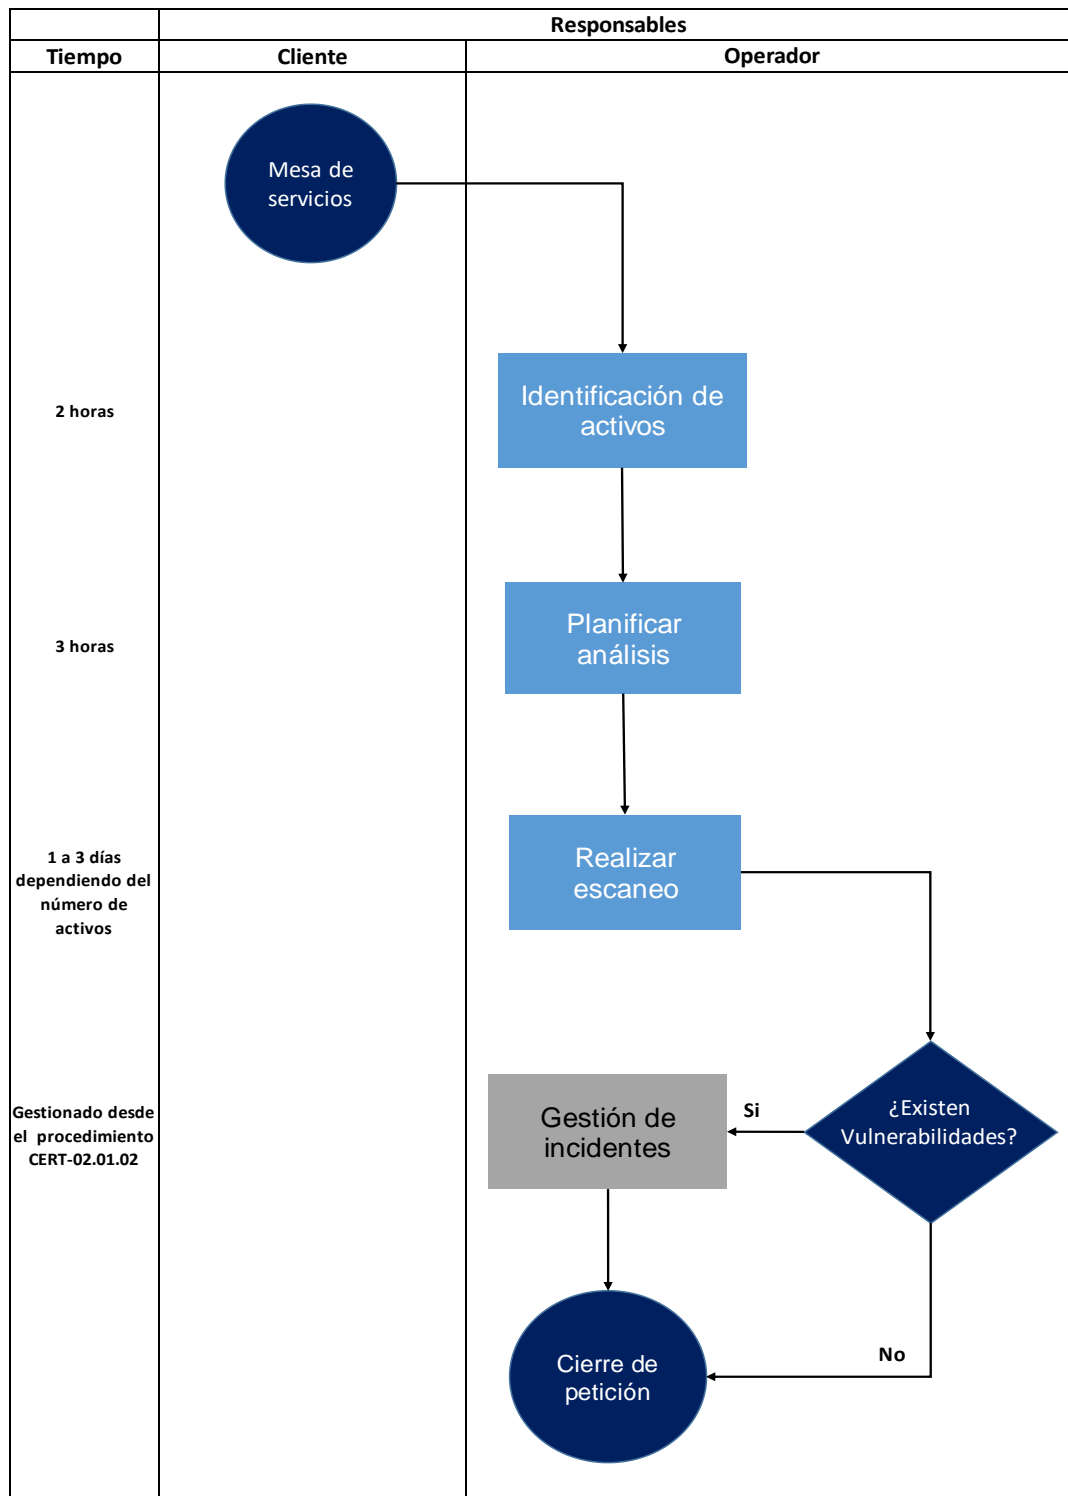 Responsables
Tiempo
Cliente
Operador
Mesa de
servicios
2 horas
Identificación de
activos
3 horas
Planificar
análisis
1 a 3 días
dependiendo del
número de
activos
Realizar
escaneo
Gestionado desde
el procedimiento
CERT-02.01.02
Gestión de
incidentes
Si
¿Existen
Vulnerabilidades?
No
Cierre de
petición